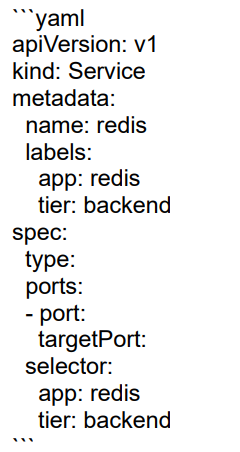 ```yaml
apiVersion: v1
kind: Service
metadata:
  name: redis
  labels:
    app: redis
    tier: backend
spec:
  type:
  ports:
  - port:
    targetPort:
  selector:
    app: redis
    tier: backend
```